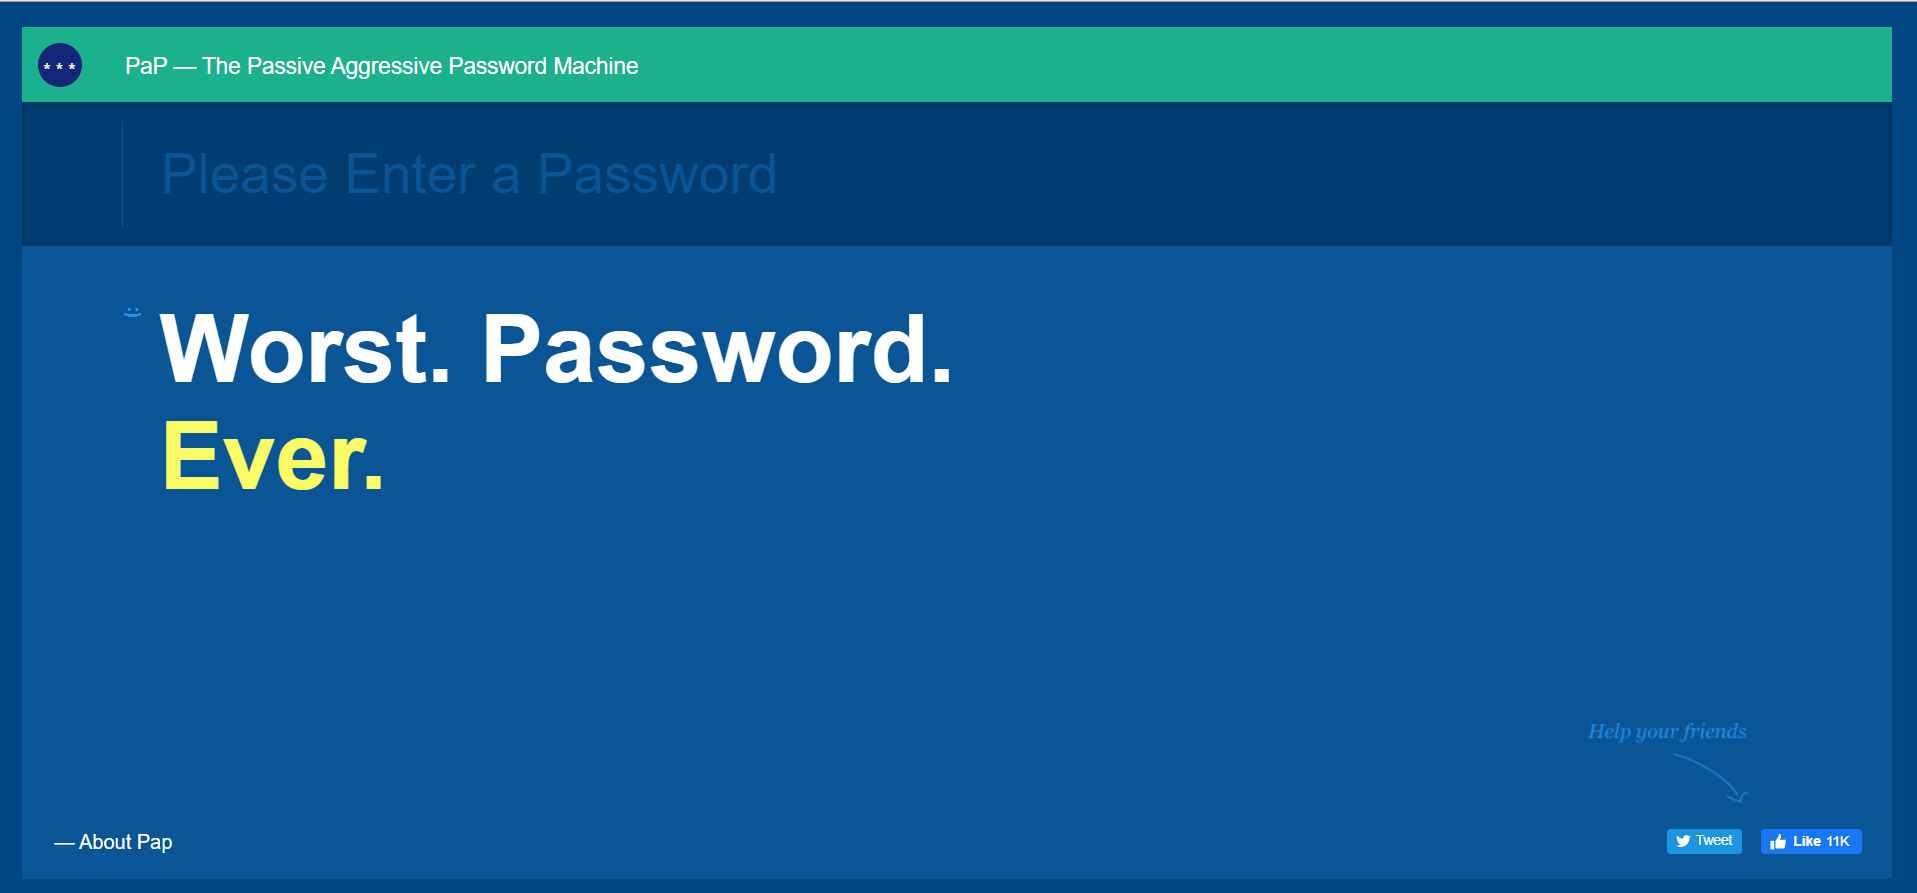 * * *
PaP — The Passive Aggressive Password Machine
Please Enter a Password
Worst. Password.
Ever.
Help your friends
— About Pap
Tweet
Like 11K